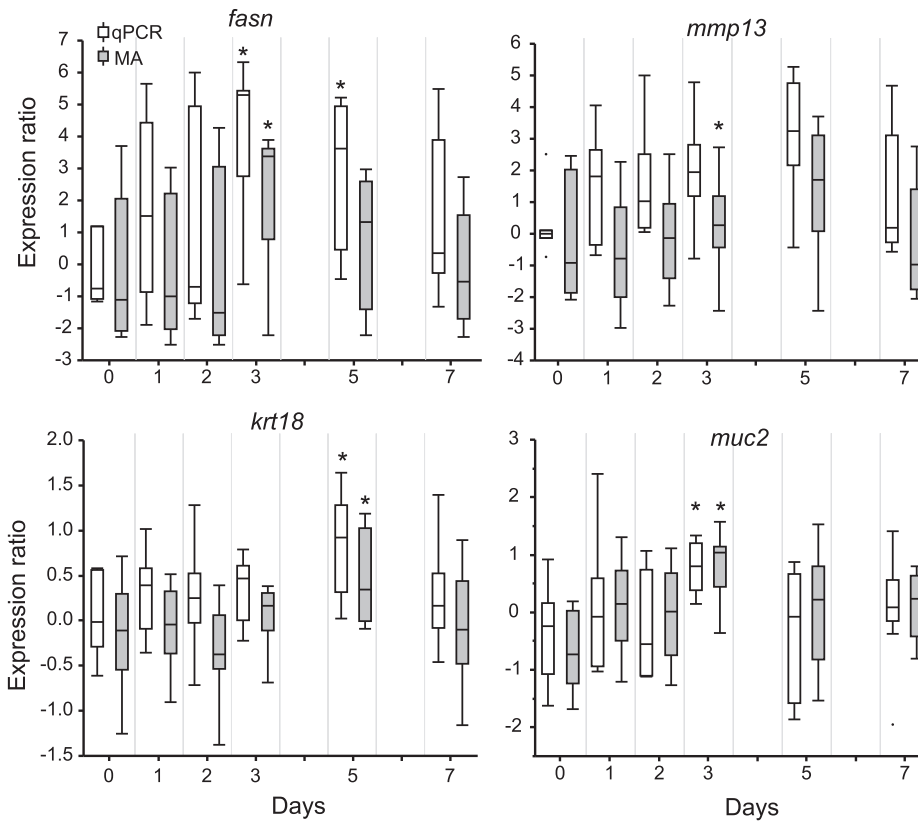 fasn
qPCR
MA
Expression ratio
7
6
5
4
3
2
1
0
-1
-2
-3
* * *
0 1 2 3 5 7
mmp13
6
5
4
3
2
1
0
-1
-2
-3
-4
*
0 1 2 3 5 7
krt18
Expression ratio
2.0
1.5
1.0
0.5
0.0
-0.5
-1.0
-1.5
* *
0 1 2 3 5 7
Days
muc2
3
2
1
0
-1
-2
* *
0 1 2 3 5 7
Days